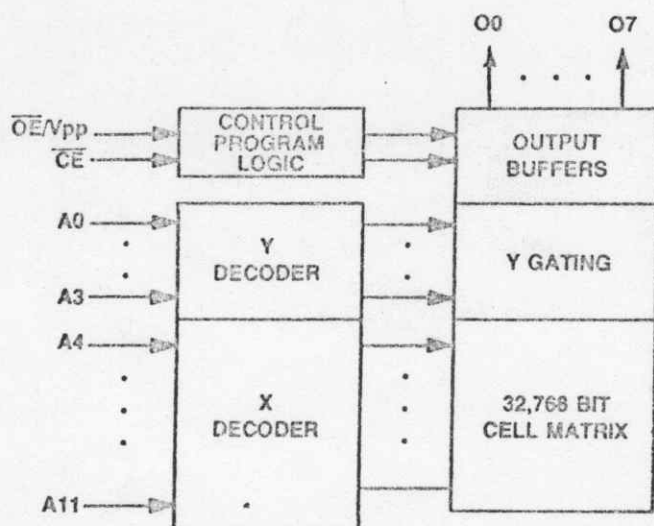 O0 O7
OE/Vpp
CE
CONTROL
PROGRAM
LOGIC
OUTPUT
BUFFERS
A0
A3
Y
DECODER
Y GATING
A4
A11
X
DECODER
32,768 BIT
CELL MATRIX